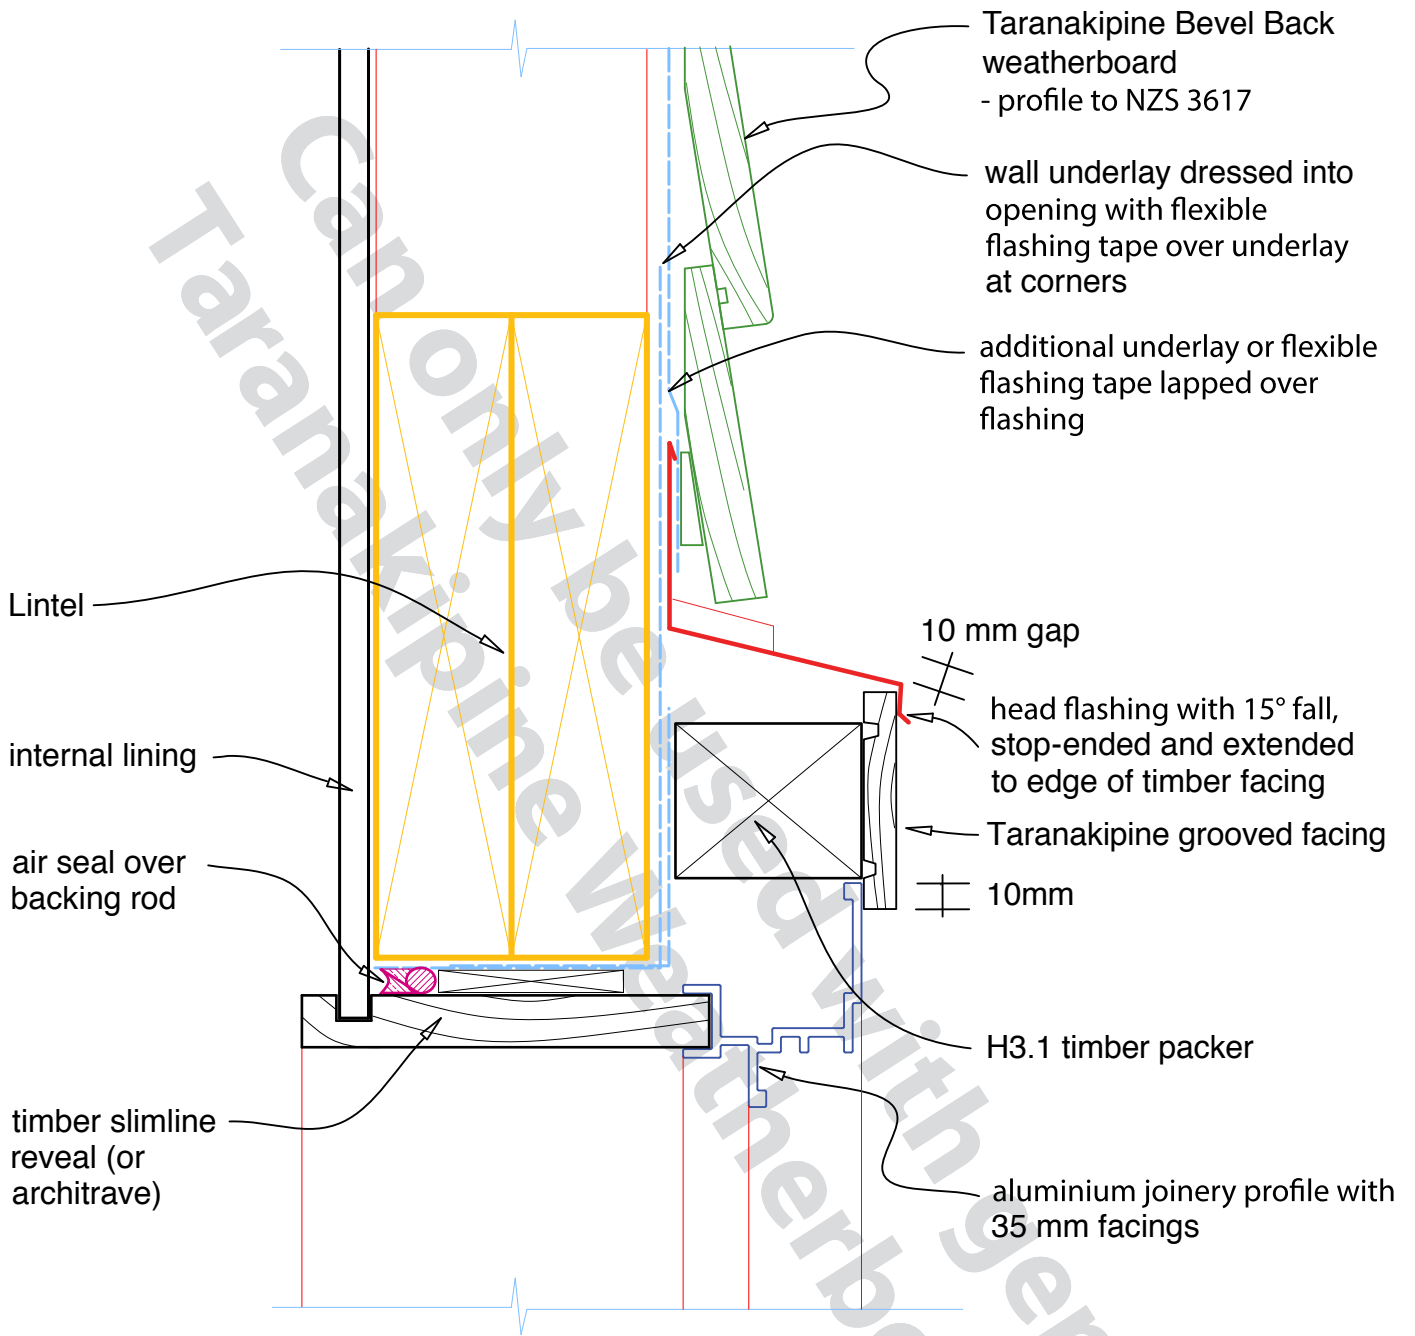 Taranakipine Bevel Back
weatherboard
- profile to NZS 3617
wall underlay dressed into
opening with flexible
flashing tape over underlay
at corners
additional underlay or flexible
flashing tape lapped over
flashing
Lintel
10 mm gap
head flashing with 15° fall,
stop-ended and extended
to edge of timber facing
internal lining
Taranakipine grooved facing
air seal over
backing rod
10mm
H3.1 timber packer
timber slimline
reveal (or
architrave)
aluminium joinery profile with
35 mm facings
Can only be used with gen
Taranakipine Weatherbo